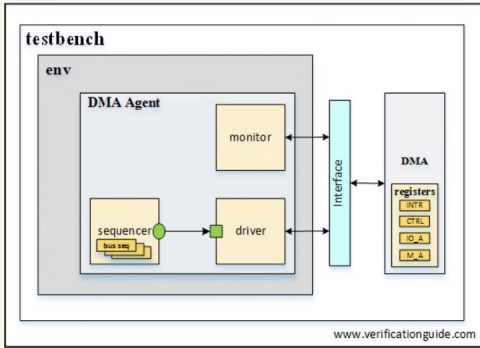 testbench
env
DMA Agent
monitor
Interface
DMA
registers
INTR
CTRL
IO_A
M_A
sequencer
bus seq
driver
www.verificationguide.com